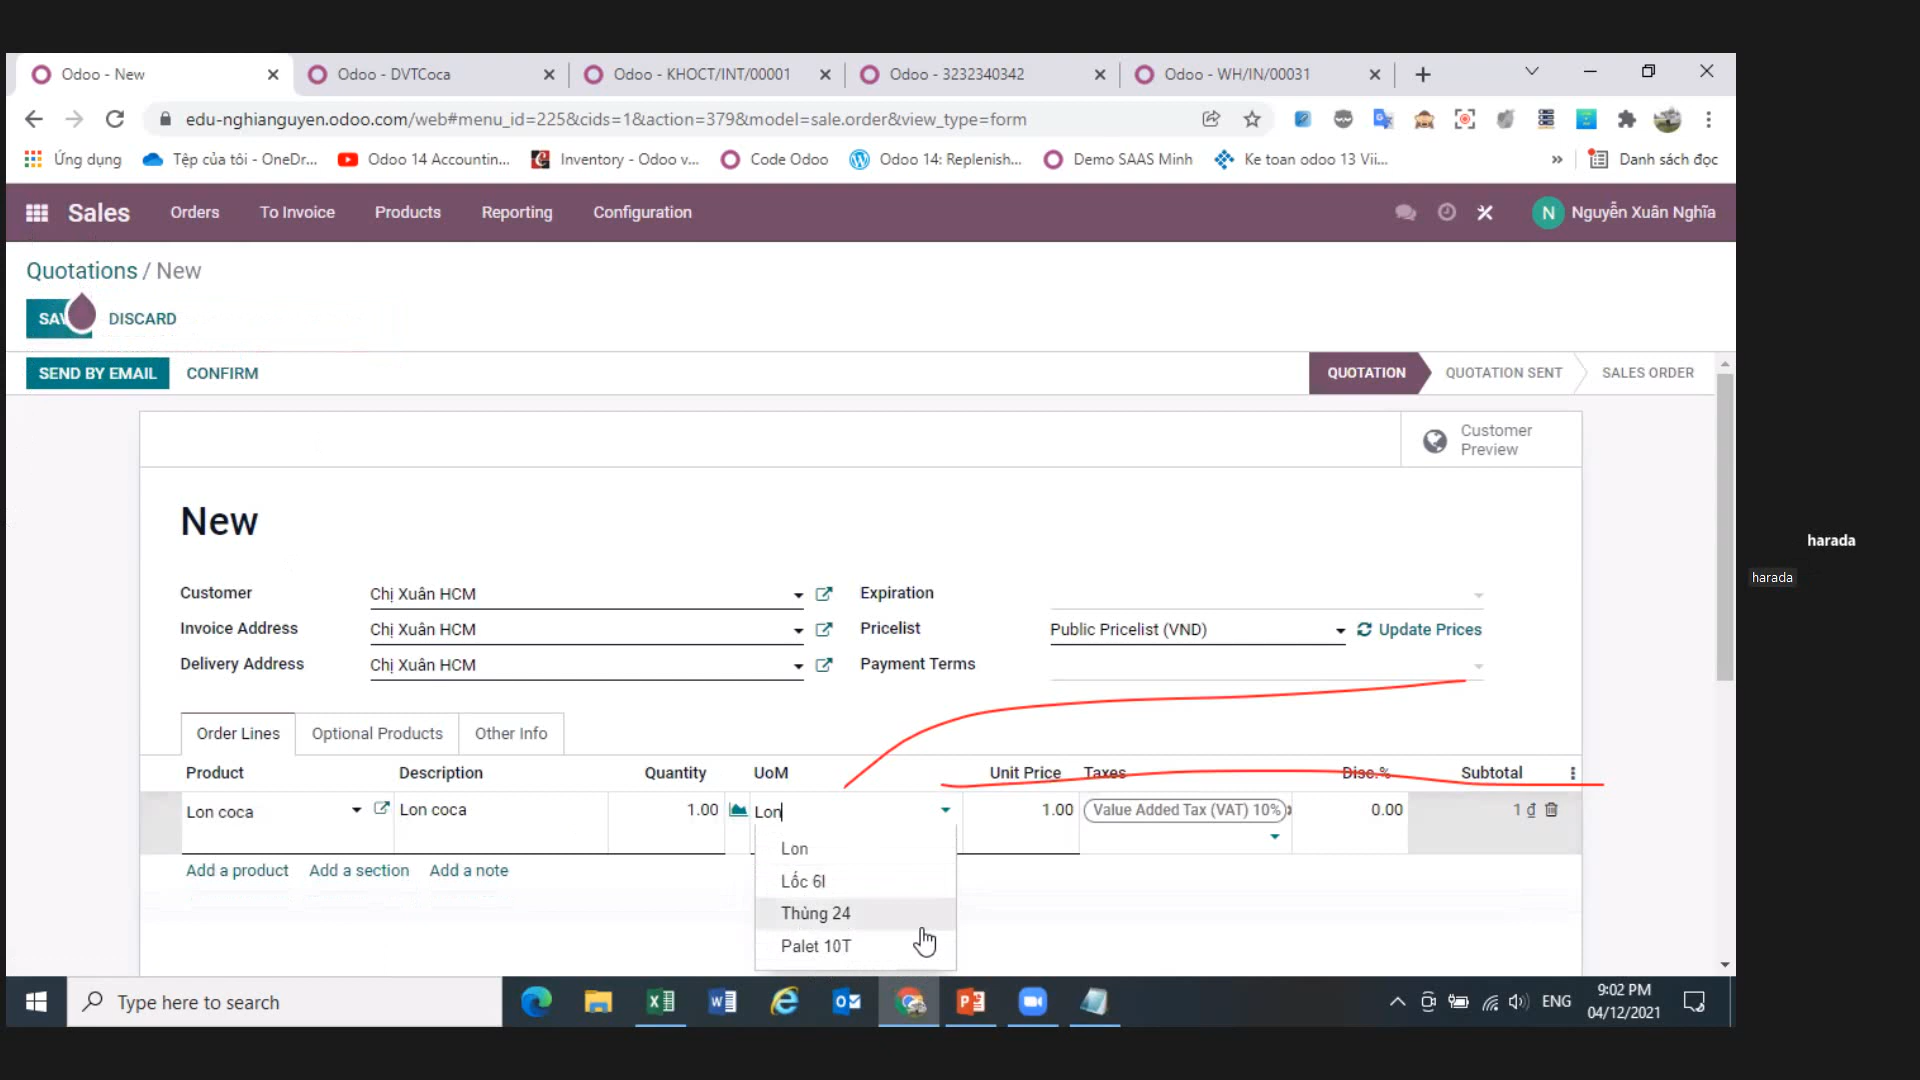 Odoo - New
Odoo - DVTCoca
Odoo - KHOCT/INT/00001
Odoo - 3232340342
Odoo - WH/IN/00031
edu-nghianguyen.odoo.com/web#menu_id=225&cids=1&action=379&model=sale.order&view_type=form
Ứng dụng
Tệp của tôi - OneDr...
Odoo 14 Accountin...
Inventory - Odoo v...
Code Odoo
Odoo 14: Replenish...
Demo SAAS Minh
Ke toan odoo 13 Vii...
»
Danh sách đọc
Sales
Orders
To Invoice
Products
Reporting
Configuration
N
Nguyễn Xuân Nghĩa
Quotations / New
SAV
DISCARD
SEND BY EMAIL
CONFIRM
QUOTATION
QUOTATION SENT
SALES ORDER
Customer Preview
New
Customer
Chị Xuân HCM
Expiration
Invoice Address
Chị Xuân HCM
Pricelist
Public Pricelist (VND)
Update Prices
Delivery Address
Chị Xuân HCM
Payment Terms
Order Lines
Optional Products
Other Info
Product
Description
Quantity
UoM
Unit Price
Taxes
Disc.%
Subtotal
Lon coca
Lon coca
1.00
Lon
1.00
Value Added Tax (VAT) 10%
0.00
1 ₫
Lon
Lốc 6l
Thùng 24
Palet 10T
Add a product
Add a section
Add a note
harada
harada
Type here to search
ENG
9:02 PM
04/12/2021